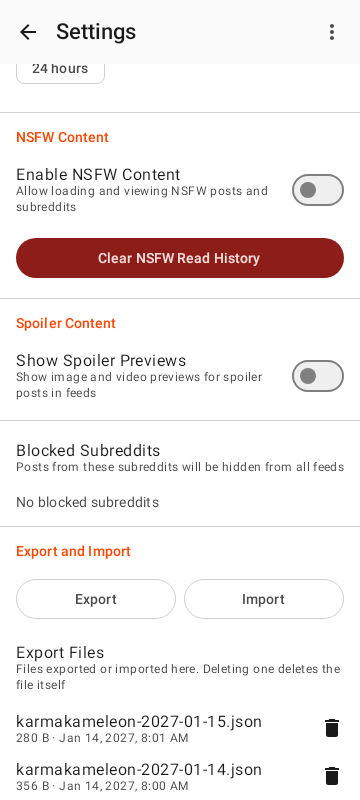 Settings
24 hours
NSFW Content
Enable NSFW Content
Allow loading and viewing NSFW posts and
subreddits
Clear NSFW Read History
Spoiler Content
Show Spoiler Previews
Show image and video previews for spoiler
posts in feeds
Blocked Subreddits
Posts from these subreddits will be hidden from all feeds
No blocked subreddits
Export and Import
Export
Import
Export Files
Files exported or imported here. Deleting one deletes the
file itself
karmakameleon-2027-01-15.json
280 B · Jan 14, 2027, 8:01 AM
karmakameleon-2027-01-14.json
356 B · Jan 14, 2027, 8:00 AM